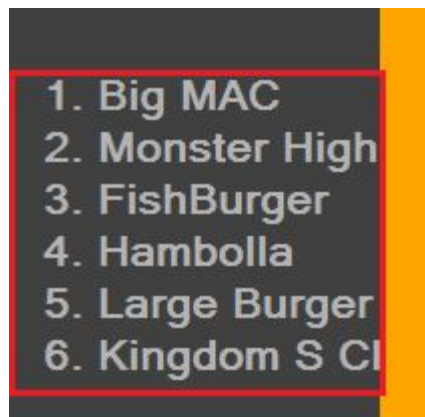 1. Big MAC
2. Monster High
3. FishBurger
4. Hambolla
5. Large Burger
6. Kingdom S